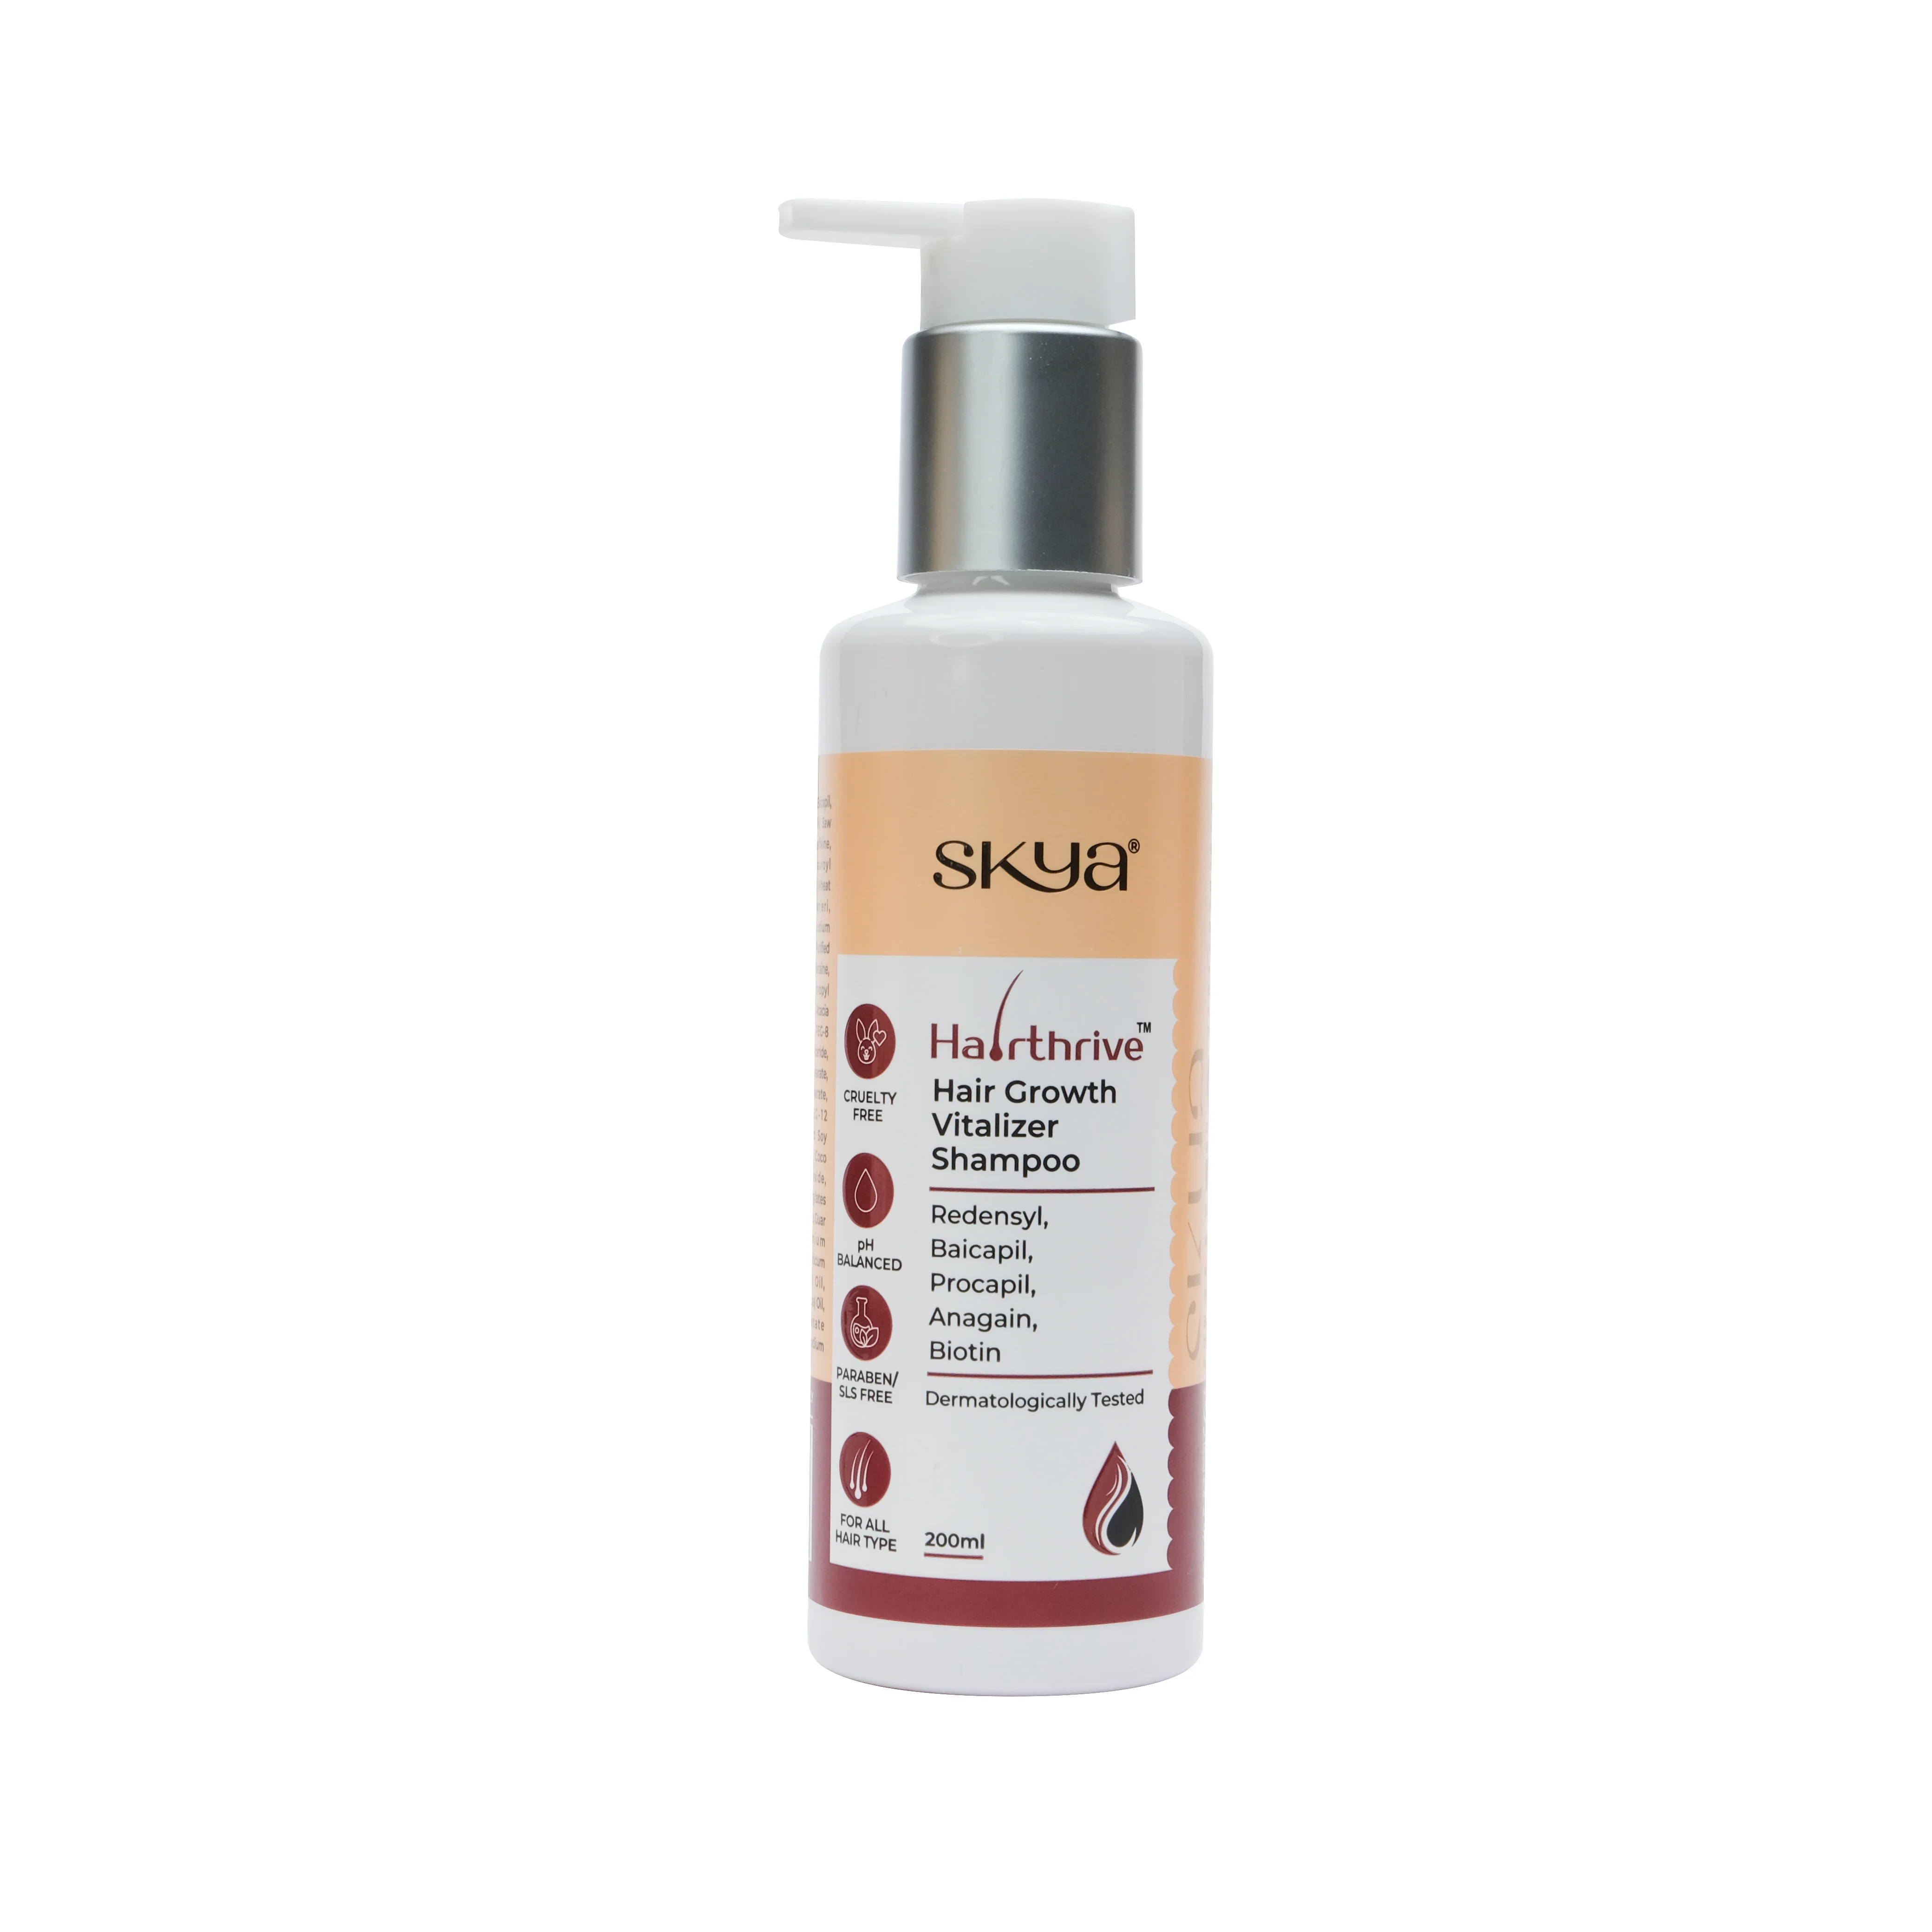 SKya®
Hairthrive™
Hair Growth
Vitalizer
Shampoo
Redensyl,
Baicapil,
Procapil,
Anagain,
Biotin
Dermatologically Tested
200ml
CRUELTY
FREE
pH
BALANCED
PARABEN/
SLS FREE
FOR ALL
HAIR TYPE